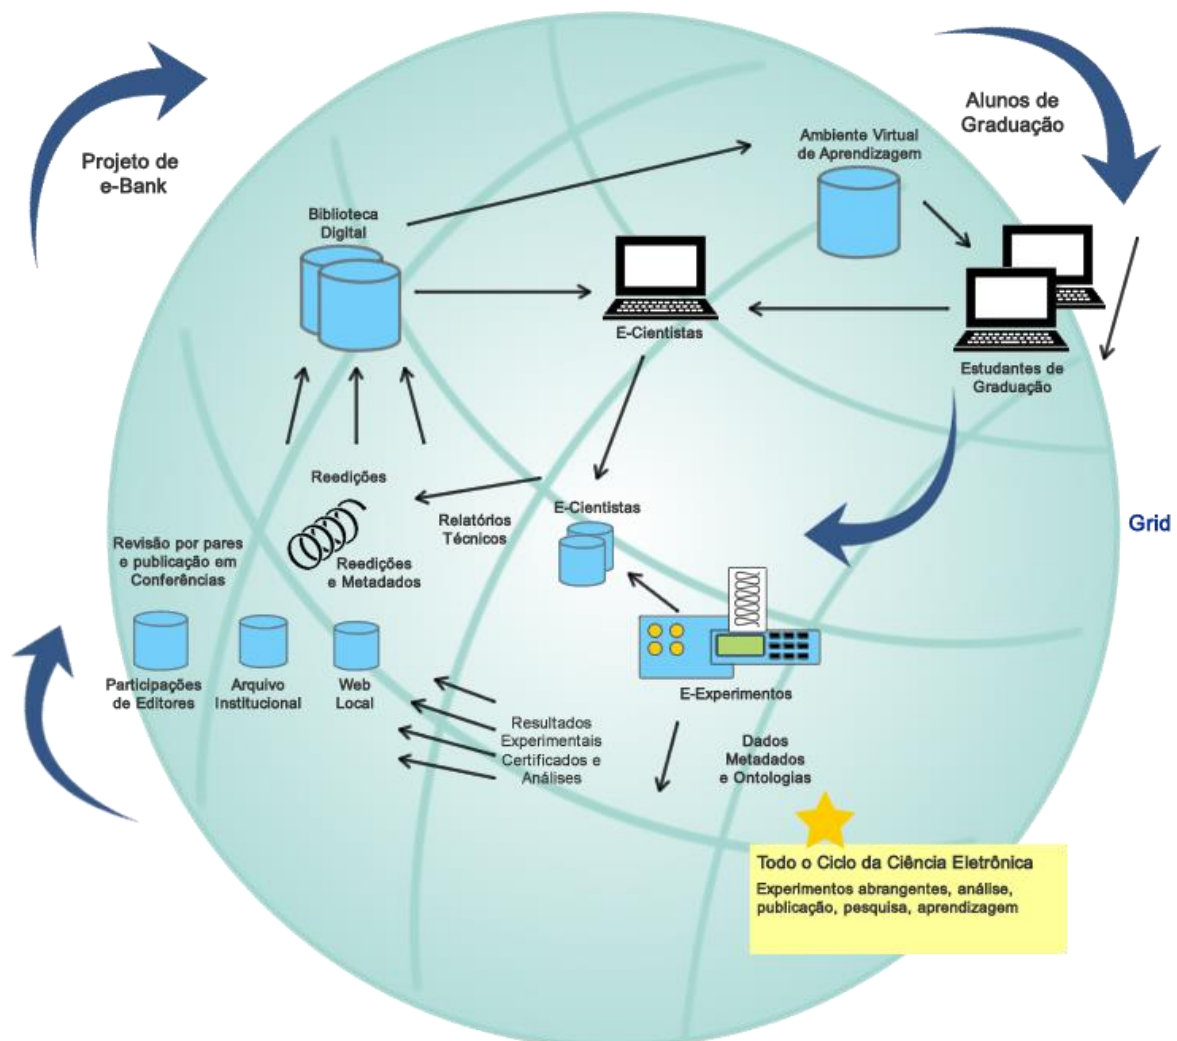 Alunos de
Graduação
Projeto de
e-Bank
Ambiente Virtual
de Aprendizagem
Biblioteca
Digital
E-Cientistas
Estudantes de
Graduação
Reedições
E-Cientistas
Relatórios
Técnicos
Grid
Revisão por pares
e publicação em
Conferências
Reedições
e Metadados
Participações
de Editores
Arquivo
Institucional
Web
Local
E-Experimentos
Resultados
Experimentais
Certificados e
Análises
Dados
Metadados
e Ontologias
Todo o Ciclo da Ciência Eletrônica
Experimentos abrangentes, análise,
publicação, pesquisa, aprendizagem